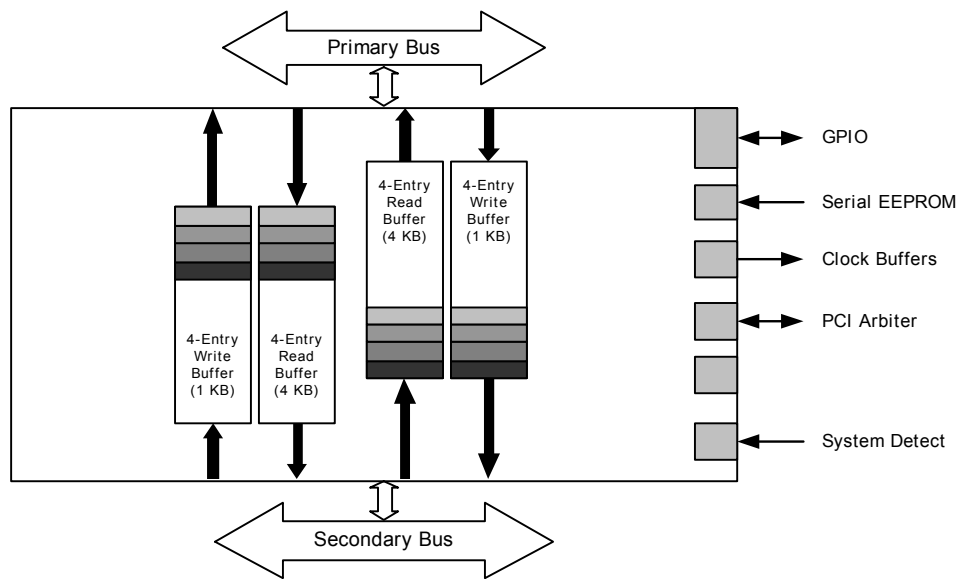 Primary Bus
GPIO
Serial EEPROM
Clock Buffers
PCI Arbiter
System Detect
4-Entry
Write
Buffer
(1 KB)
4-Entry
Read
Buffer
(4 KB)
4-Entry
Read
Buffer
(4 KB)
4-Entry
Write
Buffer
(1 KB)
Secondary Bus